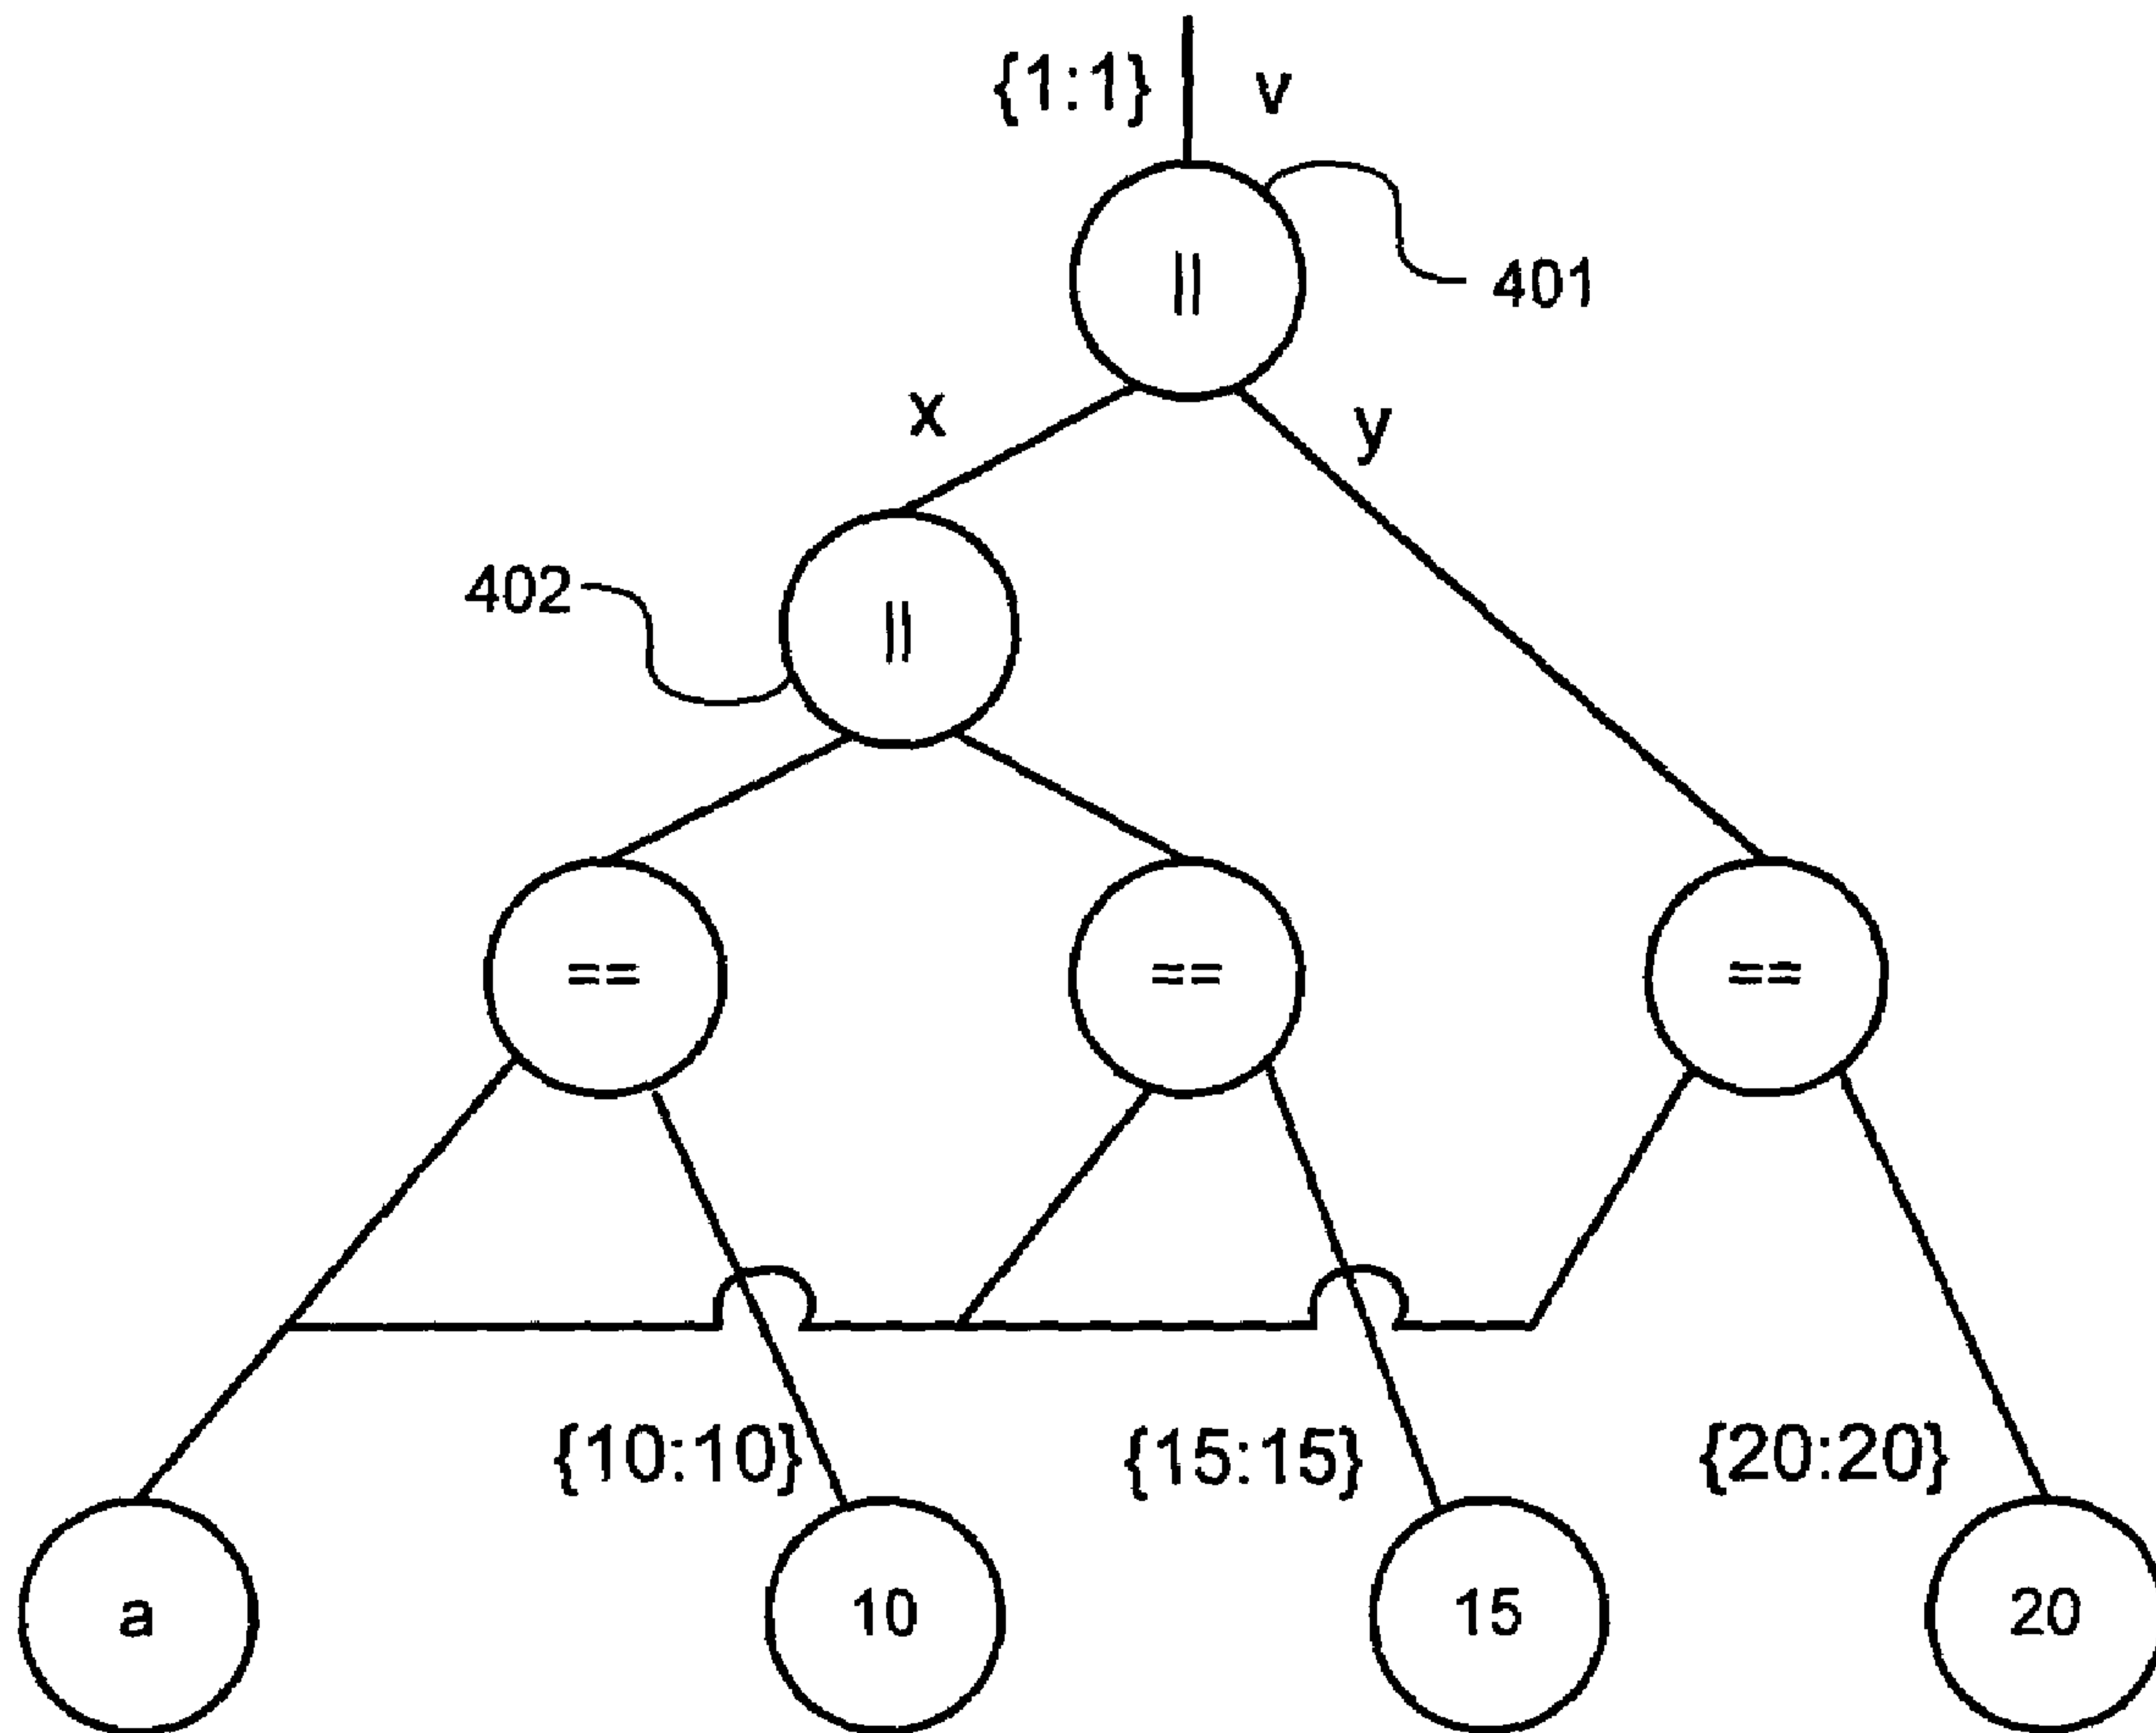 {1:1} v
||
401
x
y
402
||
== == ==
{10:10} {15:15} {20:20}
a 10 15 20